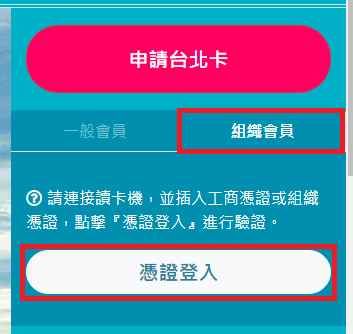 申請台北卡
一般會員
組織會員
請連接讀卡機，並插入工商憑證或組織
憑證，點擊『憑證登入』進行驗證。
憑證登入